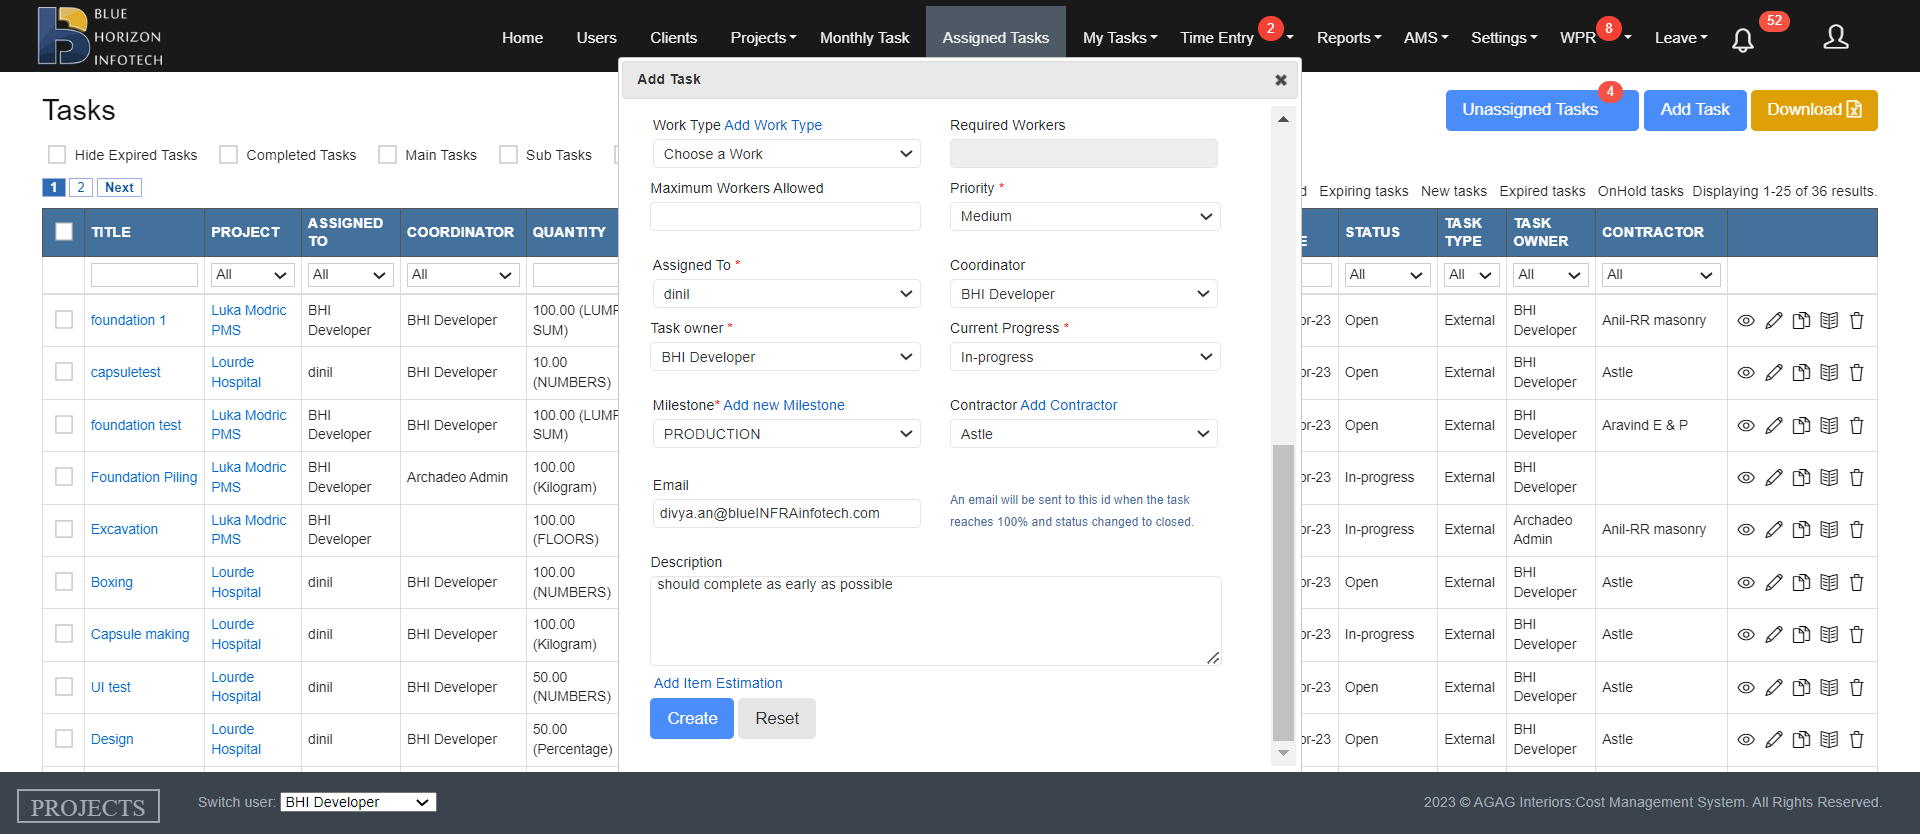 BLUE
HORIZON
INFOTECH
Home Users Clients Projects Monthly Task Assigned Tasks My Tasks Time Entry 2 Reports AMS Settings WPR 8 Leave 52
Add Task
Tasks
Unassigned Tasks 4 Add Task Download
Hide Expired Tasks Completed Tasks Main Tasks Sub Tasks
1 2 Next
Expiring tasks New tasks Expired tasks OnHold tasks Displaying 1-25 of 36 results.
Work Type Add Work Type Required Workers
Choose a Work
Maximum Workers Allowed Priority *
Medium
Assigned To * Coordinator
dinil BHI Developer
Task owner * Current Progress *
BHI Developer In-progress
Milestone* Add new Milestone Contractor Add Contractor
PRODUCTION Astle
Email
divya.an@blueINFRAinfotech.com
An email will be sent to this id when the task
reaches 100% and status changed to closed.
Description
should complete as early as possible
Add Item Estimation
Create Reset
TITLE PROJECT ASSIGNED TO COORDINATOR QUANTITY STATUS TASK TYPE TASK OWNER CONTRACTOR
All All All All All All All
foundation 1 Luka Modric PMS BHI Developer BHI Developer 100.00 (LUMP SUM) or-23 Open External BHI Developer Anil-RR masonry
capsuletest Lourde Hospital dinil BHI Developer 10.00 (NUMBERS) or-23 Open External BHI Developer Astle
foundation test Luka Modric PMS BHI Developer BHI Developer 100.00 (LUMP SUM) or-23 Open External BHI Developer Aravind E & P
Foundation Piling Luka Modric PMS BHI Developer Archadeo Admin 100.00 (Kilogram) or-23 In-progress External BHI Developer
Excavation Luka Modric PMS BHI Developer 100.00 (FLOORS) or-23 In-progress External Archadeo Admin Anil-RR masonry
Boxing Lourde Hospital dinil BHI Developer 100.00 (NUMBERS) or-23 Open External BHI Developer Astle
Capsule making Lourde Hospital dinil BHI Developer 100.00 (Kilogram) or-23 In-progress External BHI Developer Astle
UI test Lourde Hospital dinil BHI Developer 50.00 (NUMBERS) or-23 Open External BHI Developer Astle
Design Lourde Hospital dinil BHI Developer 50.00 (Percentage) or-23 Open External BHI Developer Astle
PROJECTS Switch user: BHI Developer 2023 © AGAG Interiors:Cost Management System. All Rights Reserved.